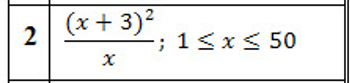 2 (x + 3)² / x ; 1 ≤ x ≤ 50